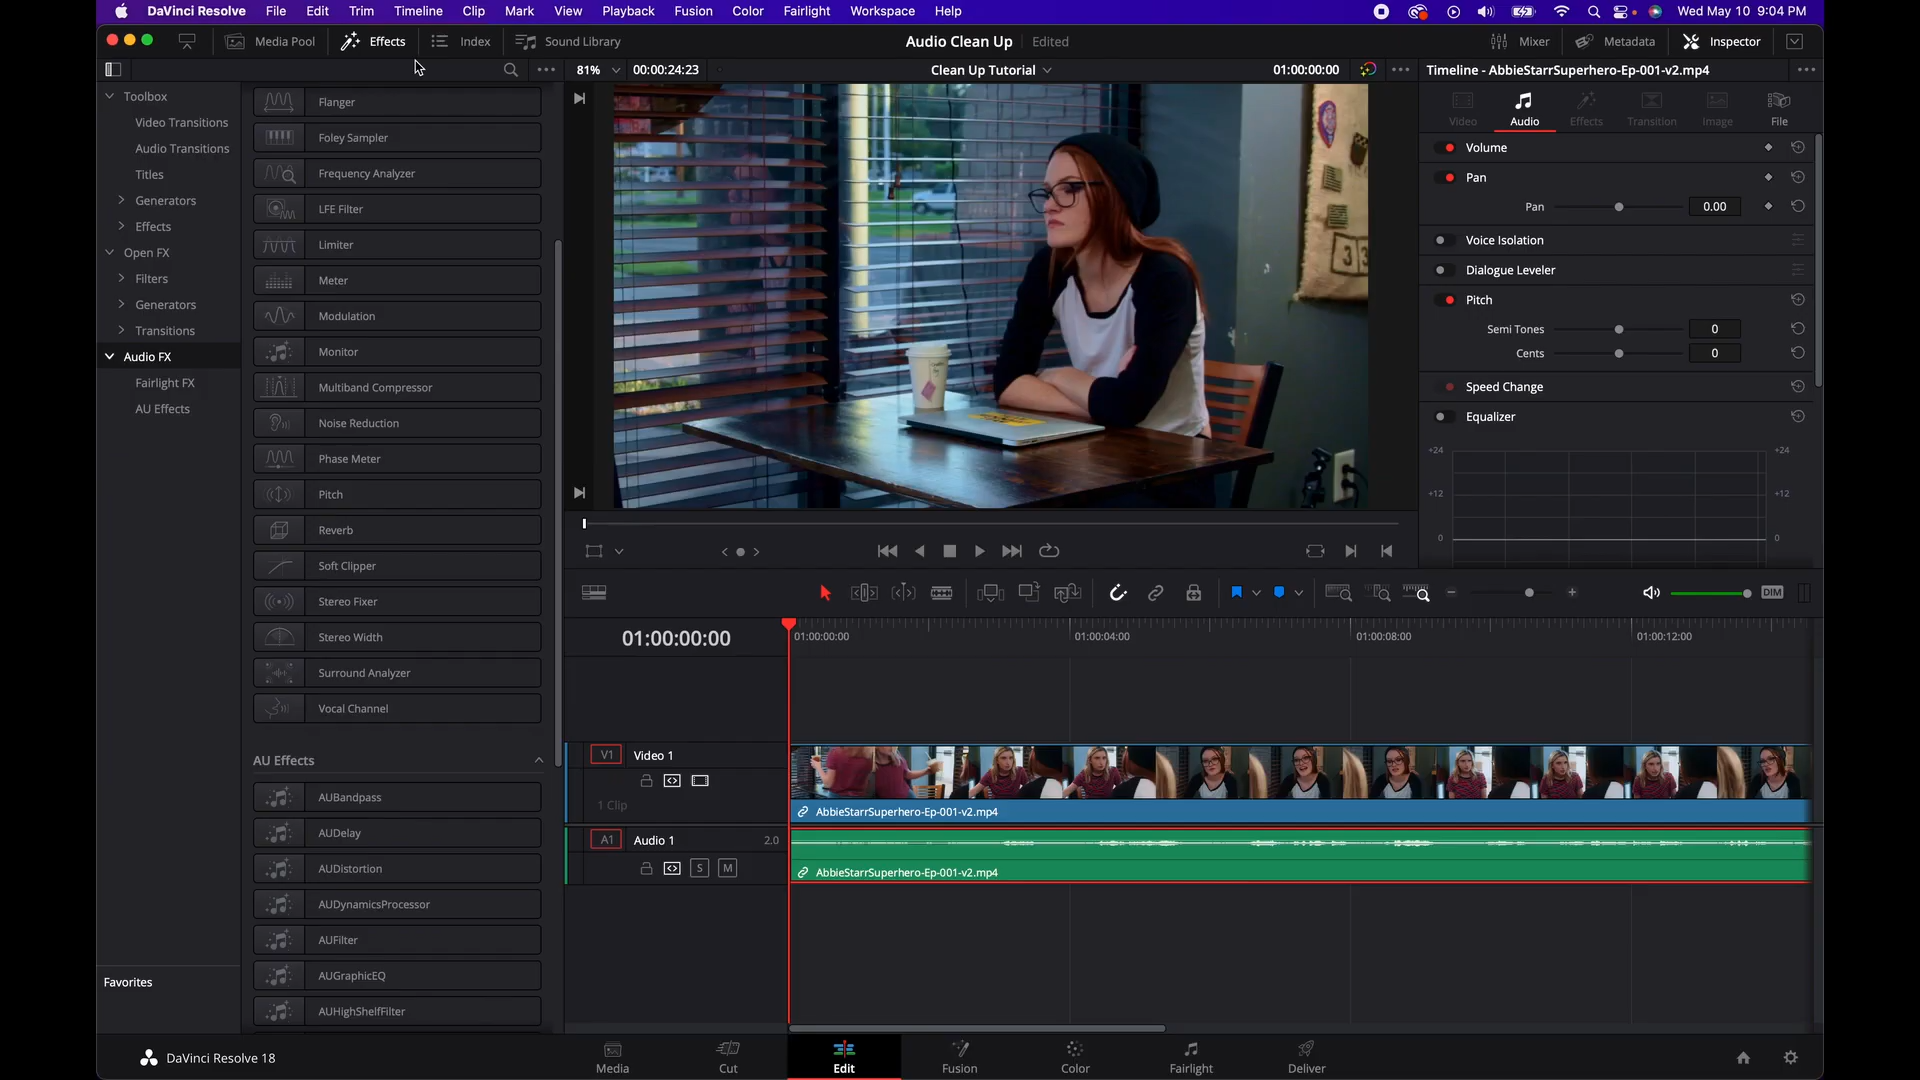 DaVinci Resolve File Edit Trim Timeline Clip Mark View Playback Fusion Color Fairlight Workspace Help Wed May 10 9:04 PM
Media Pool Effects Index Sound Library Audio Clean Up Edited Mixer Metadata Inspector
81% 00:00:24:23 Clean Up Tutorial 01:00:00:00 Timeline - AbbieStarrSuperhero-Ep-001-v2.mp4
Toolbox
Video Transitions
Audio Transitions
Titles
Generators
Effects
Open FX
Filters
Generators
Transitions
Audio FX
Fairlight FX
AU Effects
Favorites
Flanger
Foley Sampler
Frequency Analyzer
LFE Filter
Limiter
Meter
Modulation
Monitor
Multiband Compressor
Noise Reduction
Phase Meter
Pitch
Reverb
Soft Clipper
Stereo Fixer
Stereo Width
Surround Analyzer
Vocal Channel
AU Effects
AUBandpass
AUDelay
AUDistortion
AUDynamicsProcessor
AUFilter
AUGraphicEQ
AUHighShelfFilter
Video Audio Effects Transition Image File
Volume
Pan
Pan 0.00
Voice Isolation
Dialogue Leveler
Pitch
Semi Tones 0
Cents 0
Speed Change
Equalizer
+24 +24
+12 +12
0 0
DIM
01:00:00:00 01:00:00:00 01:00:04:00 01:00:08:00 01:00:12:00
V1 Video 1
1 Clip
AbbieStarrSuperhero-Ep-001-v2.mp4
A1 Audio 1 2.0
S M
AbbieStarrSuperhero-Ep-001-v2.mp4
DaVinci Resolve 18
Media Cut Edit Fusion Color Fairlight Deliver